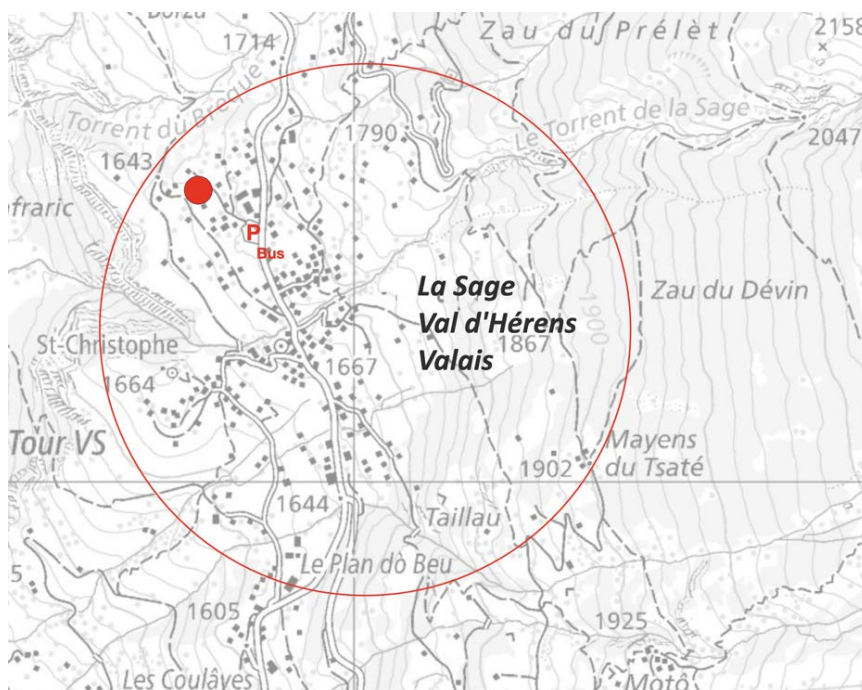 1714
Zau du Prélèt
2158
Torrent du Breque
1790
Le Torrent de la Sage
2047
1643
P
Bus
La Sage
Val d'Hérens
Valais
Zau du Dévin
1900
1867
St-Christophe
1664
1667
Tour VS
Mayens
du Tsaté
1902
1644
Taillau
Le Plan dò Beu
1605
1925
Les Coulâyes
Motô